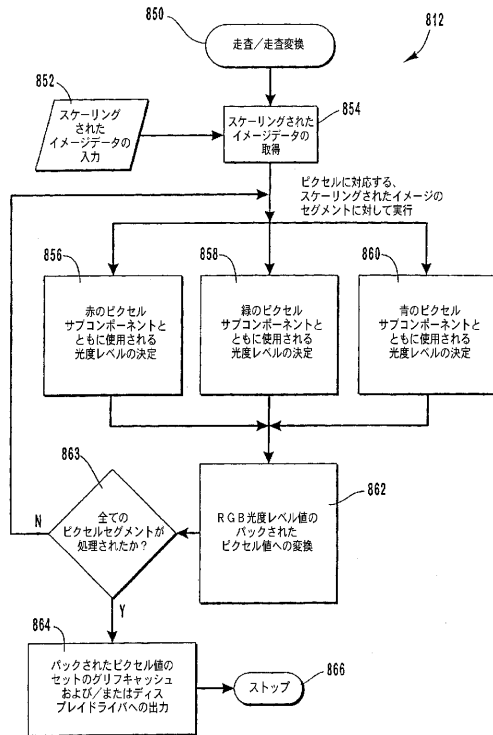 850
走査/走査変換
812
852
スケーリング
された
イメージデータの
入力
854
スケーリングされた
イメージデータの
取得
ピクセルに対応する、
スケーリングされたイメージの
セグメントに対して実行
856
赤のピクセル
サブコンポーネントと
ともに使用される
光度レベルの決定
858
緑のピクセル
サブコンポーネントと
ともに使用される
光度レベルの決定
860
青のピクセル
サブコンポーネントと
ともに使用される
光度レベルの決定
863
全ての
ピクセルセグメントが
処理されたか?
N
Y
862
RGB光度レベル値の
パックされた
ピクセル値への変換
864
パックされたピクセル値の
セットのグリフキャッシュ
および/またはディス
プレイドライバへの出力
866
ストップ